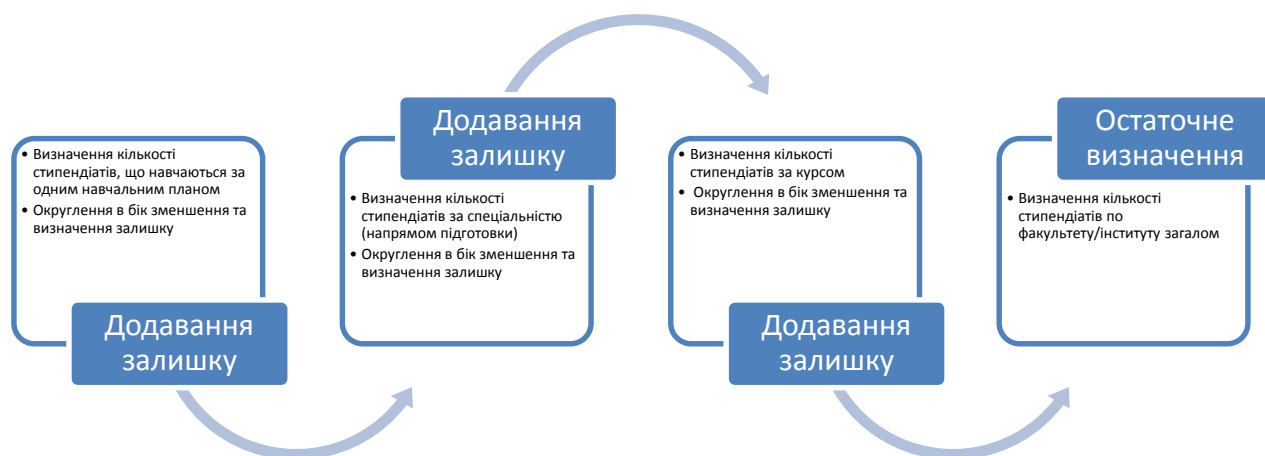 • Визначення кількості
стипендіатів, що навчаються за
одним навчальним планом
• Округлення в бік зменшення та
визначення залишку
Додавання
залишку
Додавання
залишку
• Визначення кількості
стипендіатів за спеціальністю
(напрямом підготовки)
• Округлення в бік зменшення та
визначення залишку
• Визначення кількості
стипендіатів за курсом
• Округлення в бік зменшення та
визначення залишку
Додавання
залишку
Остаточне
визначення
• Визначення кількості
стипендіатів по
факультету/інституту загалом